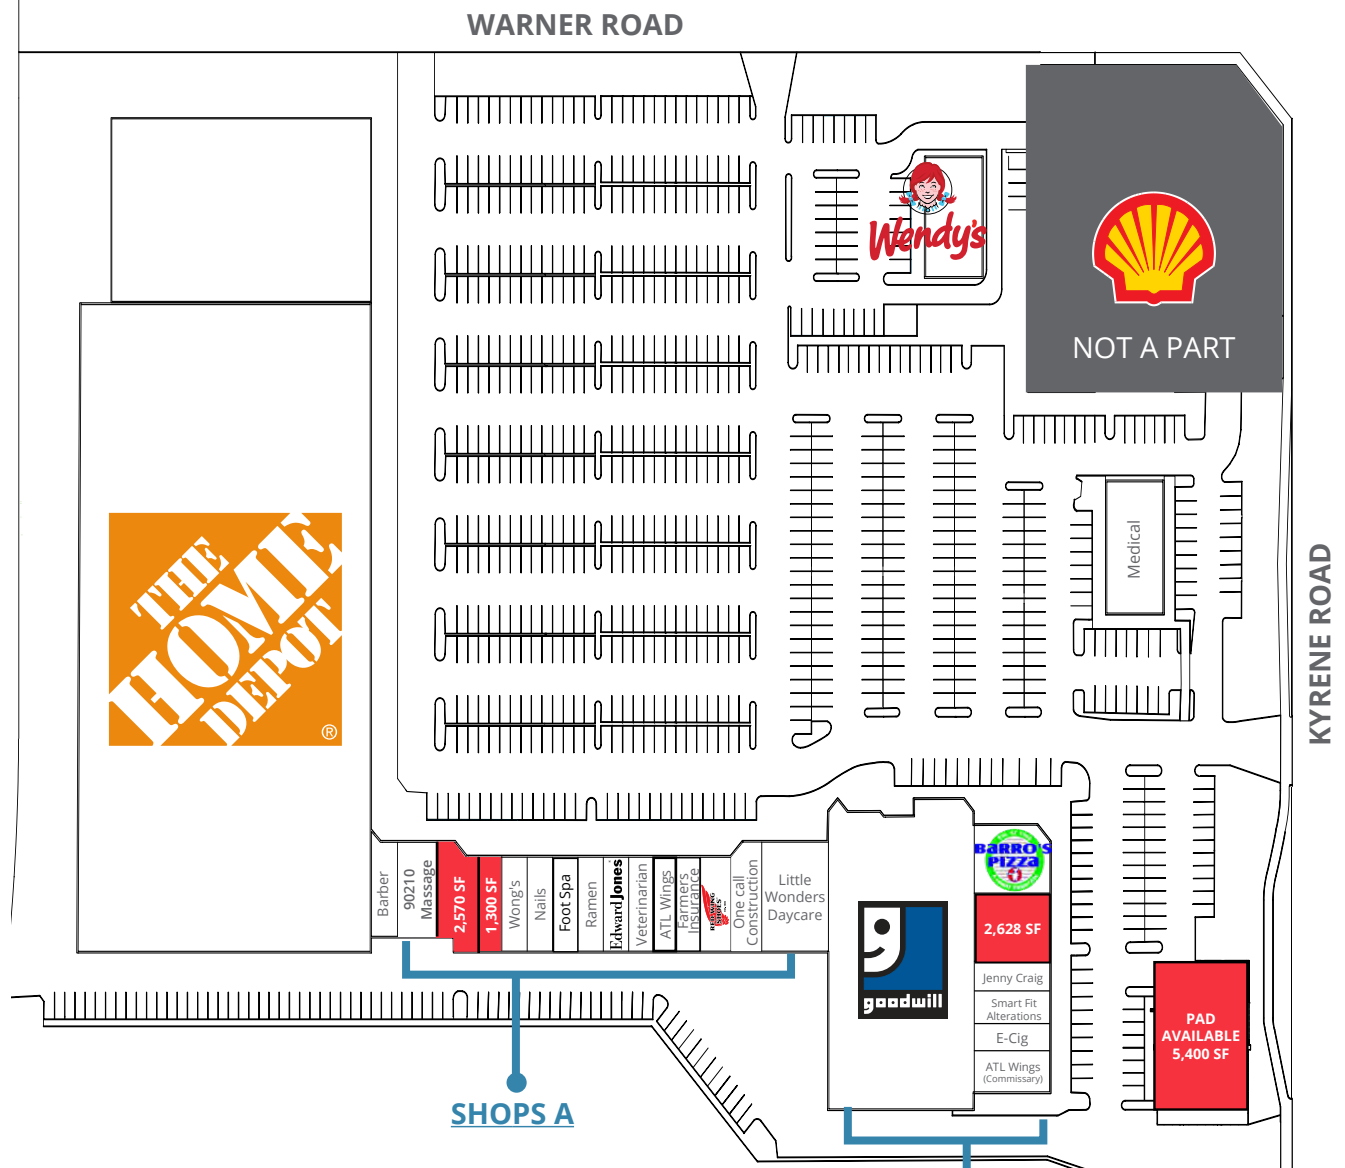 WARNER ROAD
Wendy's
NOT A PART
KYRENE ROAD
Medical
THE
HOME
DEPOT
®
Barber
90210
Massage
2,570 SF
1,300 SF
Wong's
Nails
Foot Spa
Ramen
Edward Jones
Veterinarian
ATL Wings
Farmers
Insurance
RED WING
SHOES
One call
Construction
Little
Wonders
Daycare
BARRO'S
PIZZA
2,628 SF
goodwill
Jenny Craig
Smart Fit
Alterations
E-Cig
ATL Wings
(Commissary)
PAD
AVAILABLE
5,400 SF
SHOPS A